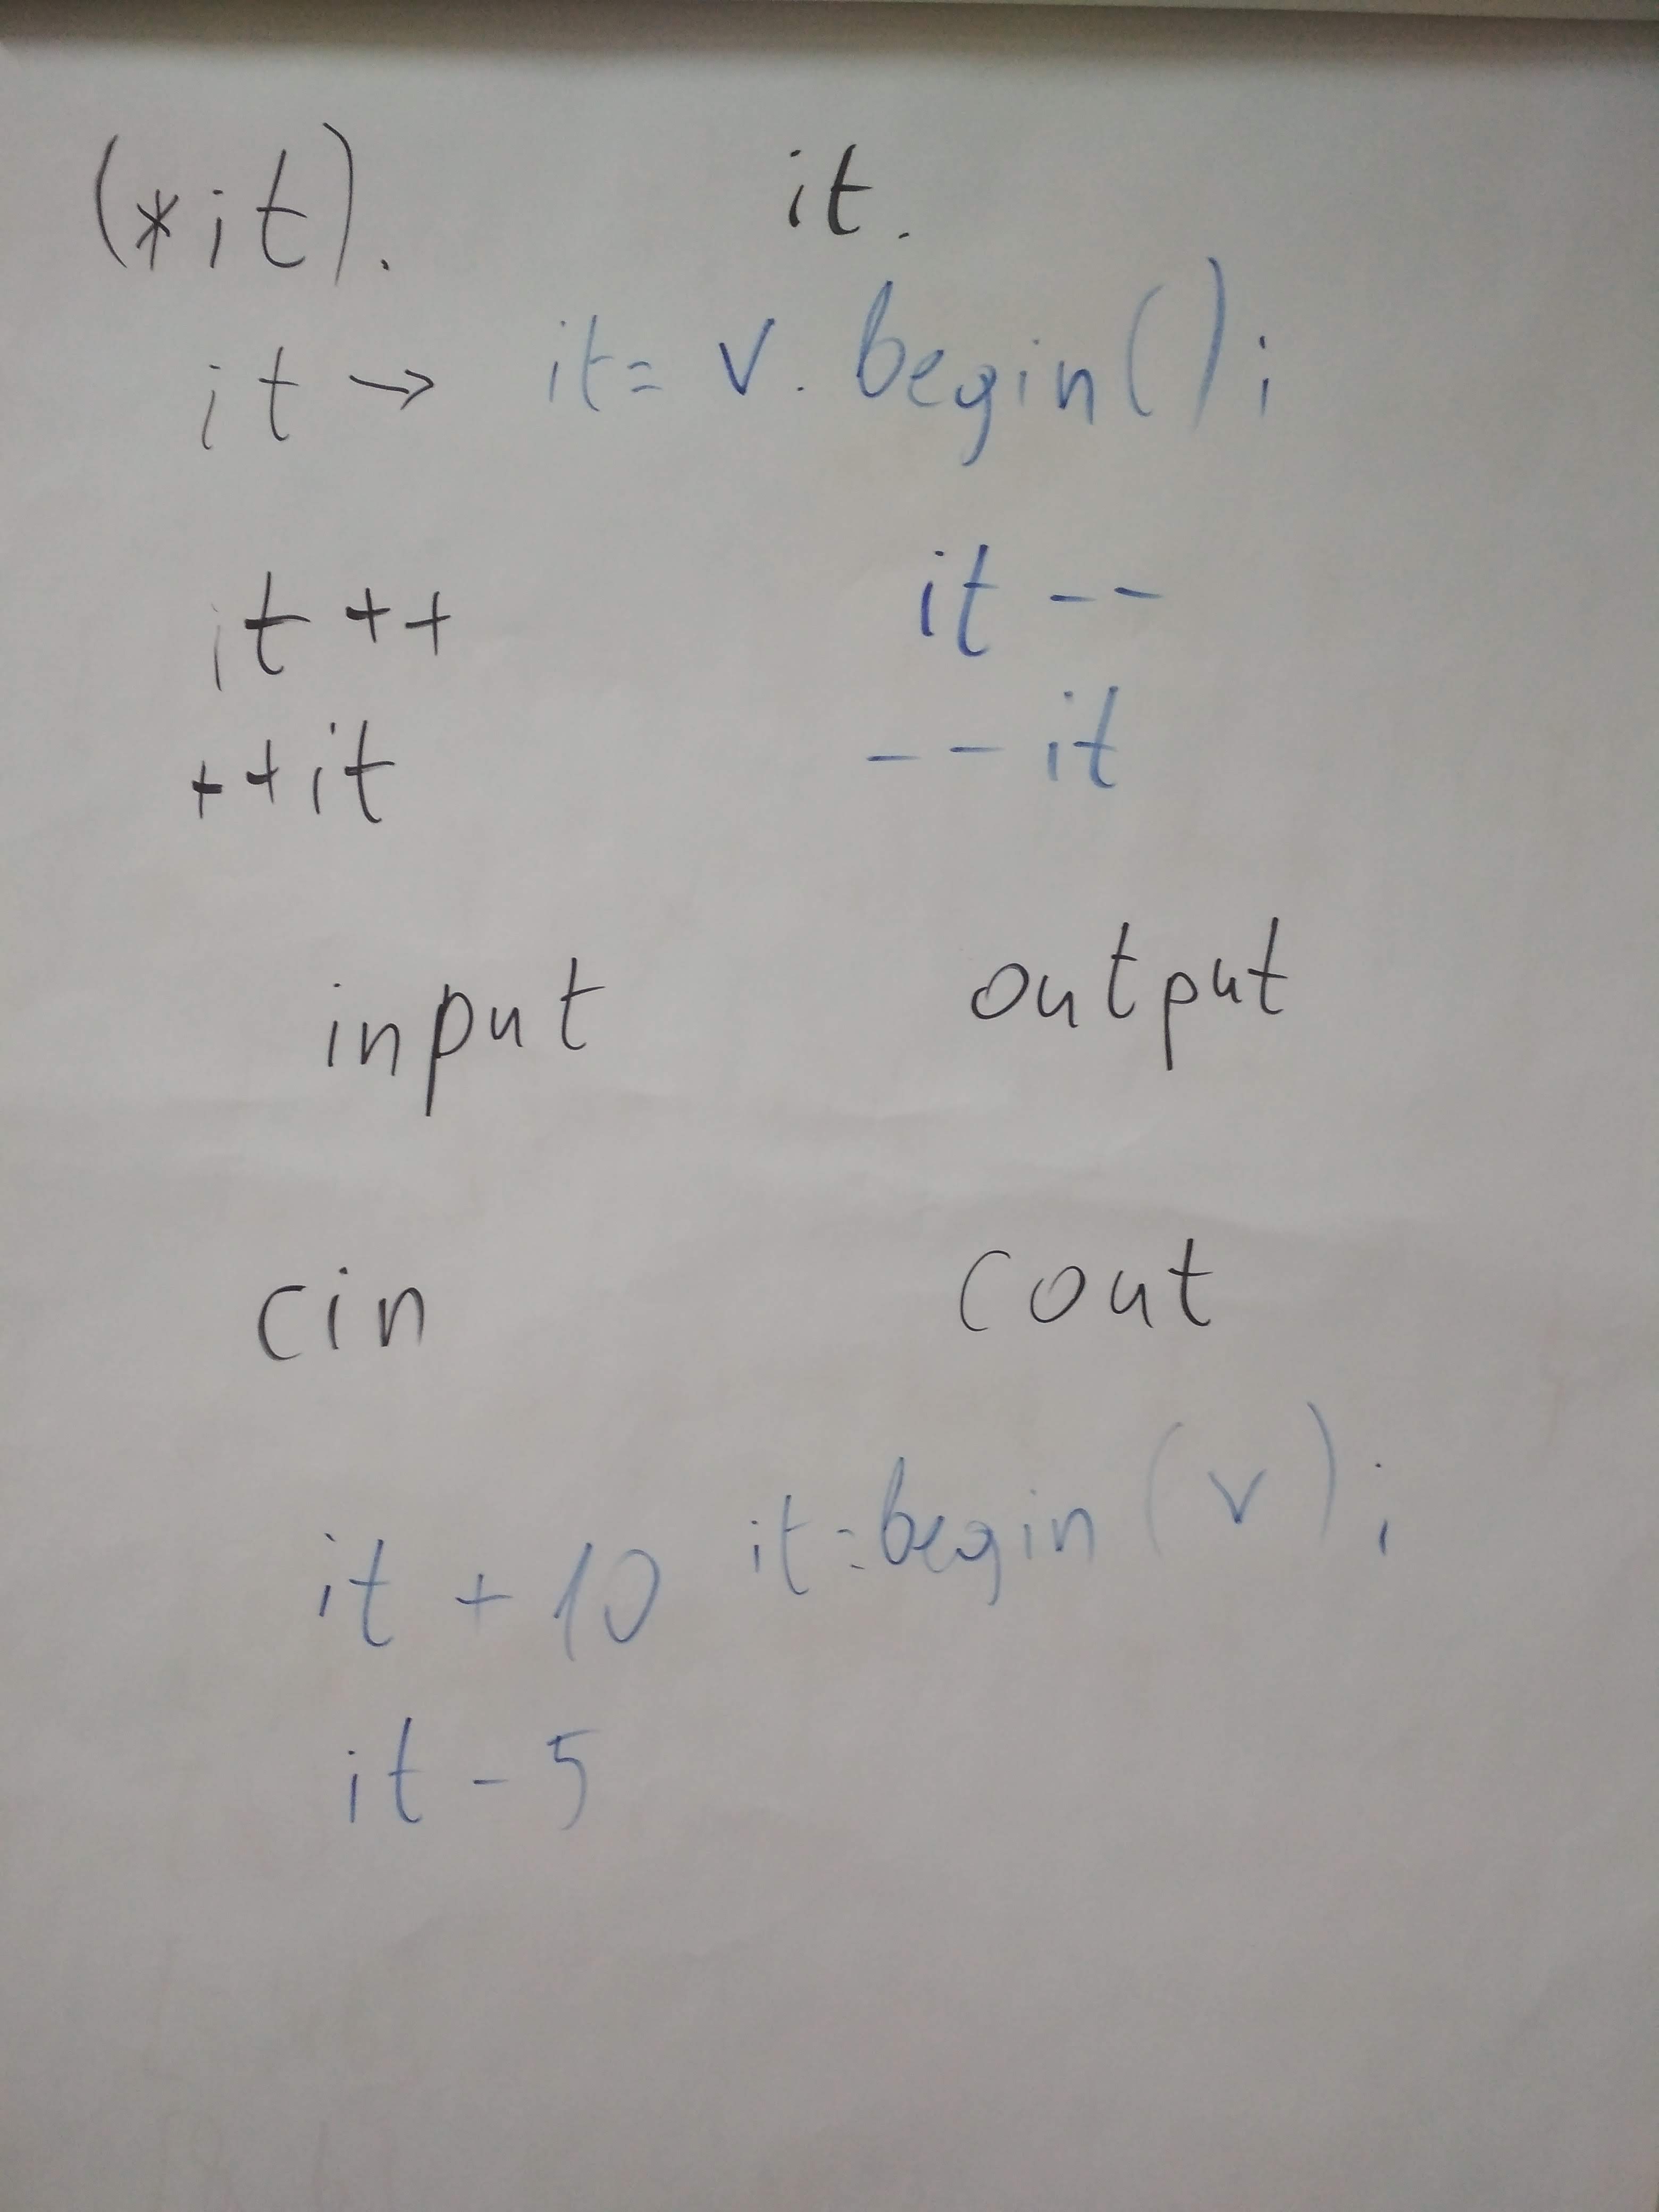 (*it). it.
it → it= v. begin();
it ++ it --
++it --it
input output
cin cout
it + 10 it=begin(v);
it - 5